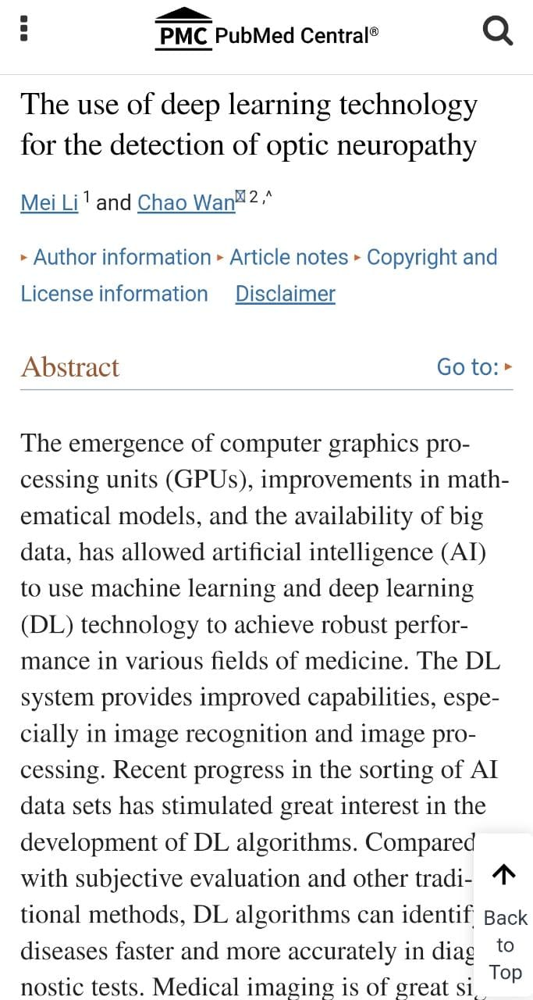 PMC PubMed Central®
The use of deep learning technology
for the detection of optic neuropathy
Mei Li 1 and Chao Wan 2,^
▸ Author information ▸ Article notes ▸ Copyright and
License information Disclaimer
Abstract Go to: ▸
The emergence of computer graphics pro-
cessing units (GPUs), improvements in math-
ematical models, and the availability of big
data, has allowed artificial intelligence (AI)
to use machine learning and deep learning
(DL) technology to achieve robust perfor-
mance in various fields of medicine. The DL
system provides improved capabilities, espe-
cially in image recognition and image pro-
cessing. Recent progress in the sorting of AI
data sets has stimulated great interest in the
development of DL algorithms. Compared
with subjective evaluation and other tradi-
tional methods, DL algorithms can
diseases faster and more accurately in
nostic tests. Medical imaging is of great
Back
to
Top